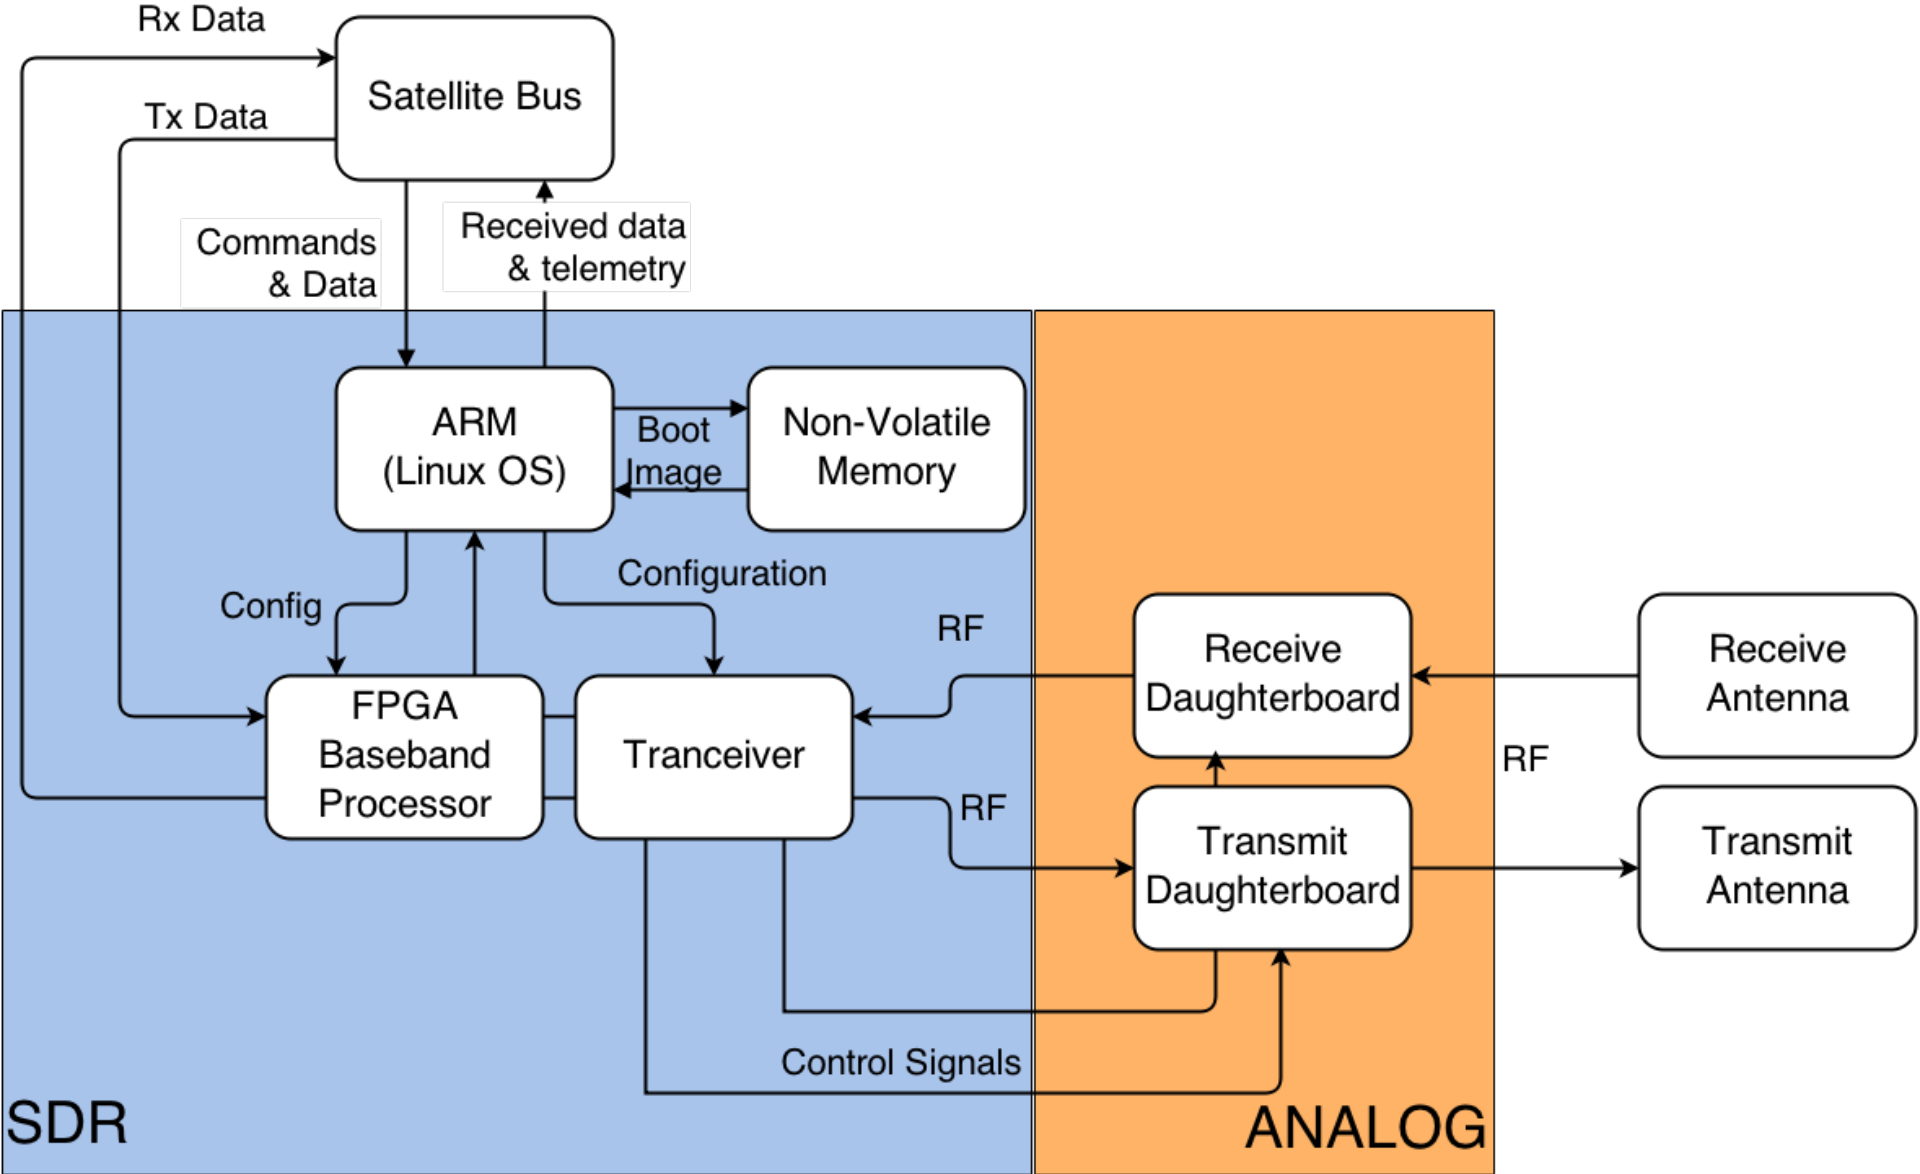 Rx Data
Satellite Bus
Tx Data
Commands
& Data
Received data
& telemetry
ARM
(Linux OS)
Boot
Image
Non-Volatile
Memory
Config
Configuration
RF
FPGA
Baseband
Processor
Tranceiver
RF
Receive
Daughterboard
Receive
Antenna
RF
Transmit
Daughterboard
Transmit
Antenna
Control Signals
SDR
ANALOG